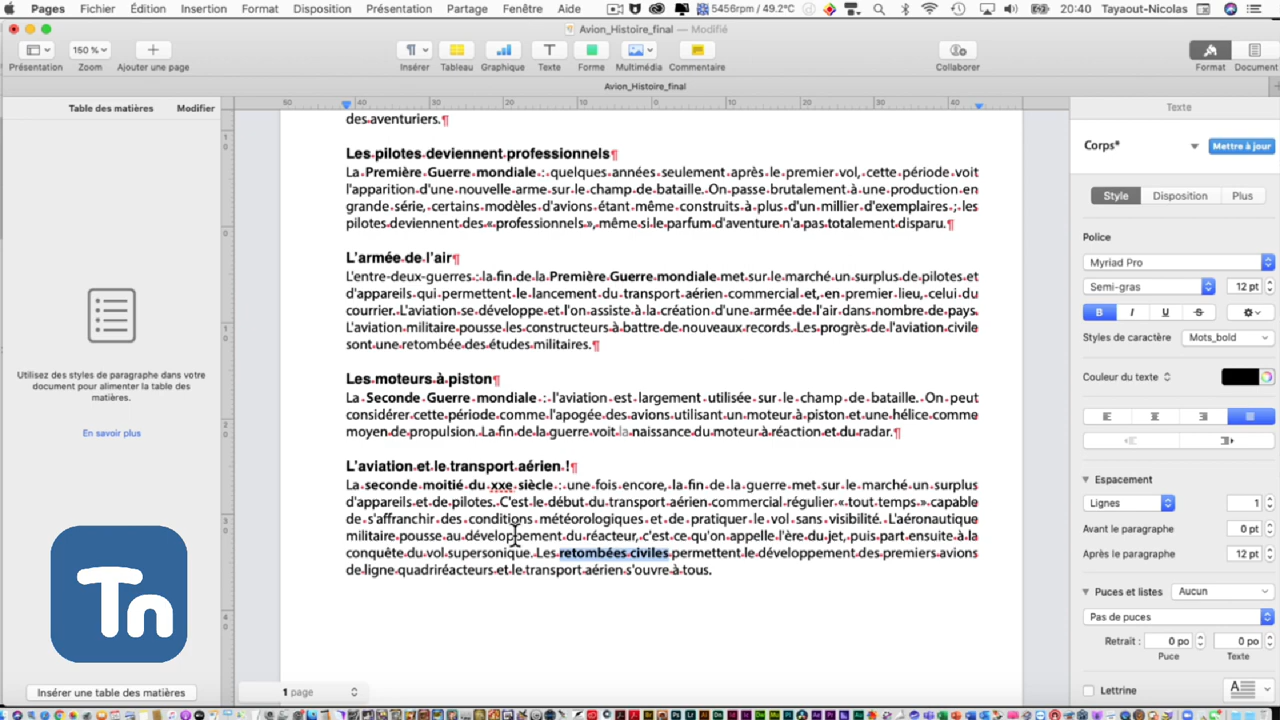 Pages Fichier Édition Insertion Format Disposition Présentation Partage Fenêtre Aide 5456rpm / 49.2°C 20:40 Tayaout-Nicolas
Avion_Histoire_final — Modifié
150 %
Présentation Zoom Ajouter une page Insérer Tableau Graphique Texte Forme Multimédia Commentaire Collaborer Format Document
Avion_Histoire_final
Table des matières Modifier
50 40 30 20 10 0 10 20 30 40
Texte
des aventuriers.¶
Corps* Mettre à jour
Les pilotes deviennent professionnels¶
La Première Guerre mondiale : quelques années seulement après le premier vol, cette période voit
l'apparition d'une nouvelle arme sur le champ de bataille. On passe brutalement à une production en
grande série, certains modèles d'avions étant même construits à plus d'un millier d'exemplaires ; les
pilotes deviennent des « professionnels », même si le parfum d'aventure n'a pas totalement disparu.¶
Style Disposition Plus
Police
L'armée de l'air¶
L'entre-deux-guerres : la fin de la Première Guerre mondiale met sur le marché un surplus de pilotes et
d'appareils qui permettent le lancement du transport aérien commercial et, en premier lieu, celui du
courrier. L'aviation se développe et l'on assiste à la création d'une armée de l'air dans nombre de pays.
L'aviation militaire pousse les constructeurs à battre de nouveaux records. Les progrès de l'aviation civile
sont une retombée des études militaires.¶
Myriad Pro
Semi-gras 12 pt
B I U S
Styles de caractère Mots_bold
Utilisez des styles de paragraphe dans votre
document pour alimenter la table des
matières.
En savoir plus
Les moteurs à piston¶
La Seconde Guerre mondiale : l'aviation est largement utilisée sur le champ de bataille. On peut
considérer cette période comme l'apogée des avions utilisant un moteur à piston et une hélice comme
moyen de propulsion. La fin de la guerre voit la naissance du moteur à réaction et du radar.¶
Couleur du texte
L'aviation et le transport aérien !¶
La seconde moitié du xxe siècle : une fois encore, la fin de la guerre met sur le marché un surplus
d'appareils et de pilotes. C'est le début du transport aérien commercial régulier « tout temps » capable
de s'affranchir des conditions météorologiques et de pratiquer le vol sans visibilité. L'aéronautique
militaire pousse au développement du réacteur, c'est ce qu'on appelle l'ère du jet, puis part ensuite à la
conquête du vol supersonique. Les retombées civiles permettent le développement des premiers avions
de ligne quadriréacteurs et le transport aérien s'ouvre à tous.
Espacement
Lignes 1
Avant le paragraphe 0 pt
Après le paragraphe 12 pt
Puces et listes Aucun
Pas de puces
Retrait : 0 po 0 po
Puce Texte
Lettrine
Tn
Insérer une table des matières
1 page